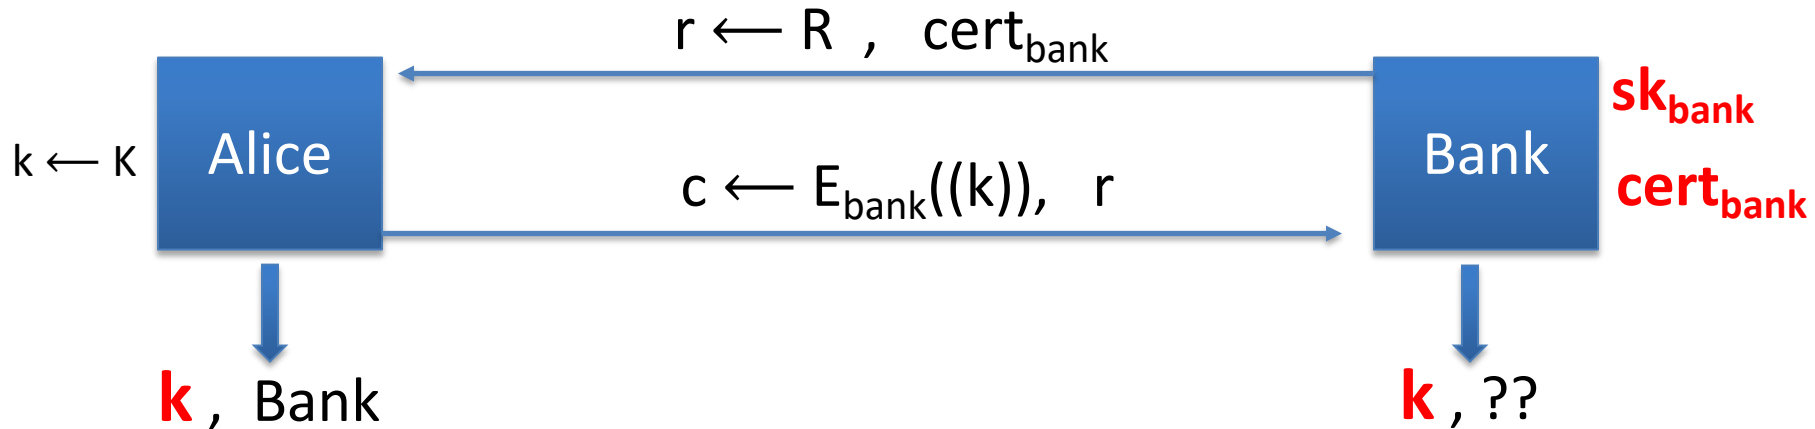 r ⟵ R , cert_bank
sk_bank
k ⟵ K
Alice
Bank
c ⟵ E_bank((k)), r
cert_bank
k , Bank
k , ??